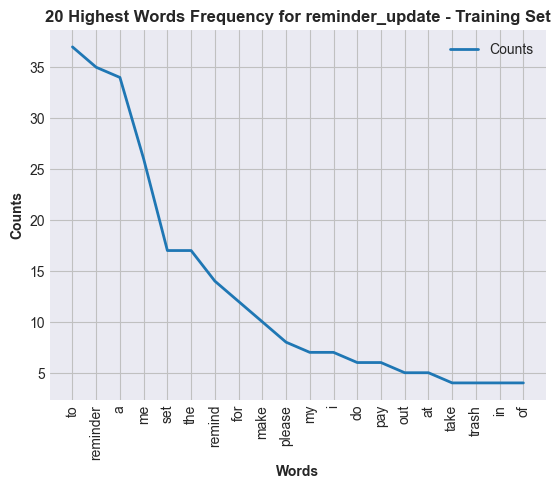 20 Highest Words Frequency for reminder_update - Training Set
Counts
35
30
25
20
15
10
5
Counts
to
reminder
a
me
set
the
remind
for
make
please
my
i
do
pay
out
at
take
trash
in
of
Words